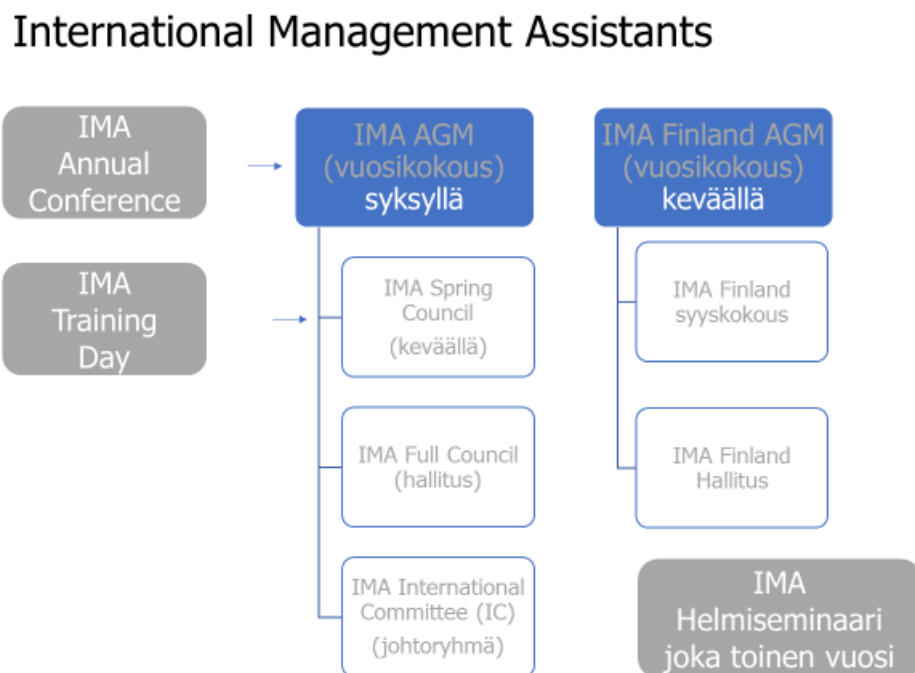 International Management Assistants
IMA
Annual
Conference
IMA AGM
(vuosikokous)
syksyllä
IMA Finland AGM
(vuosikokous)
keväällä
IMA
Training
Day
IMA Spring
Council
(keväällä)
IMA Finland
syyskokous
IMA Full Council
(hallitus)
IMA Finland
Hallitus
IMA International
Committee (IC)
(johtoryhmä)
IMA
Helmiseminaari
joka toinen vuosi